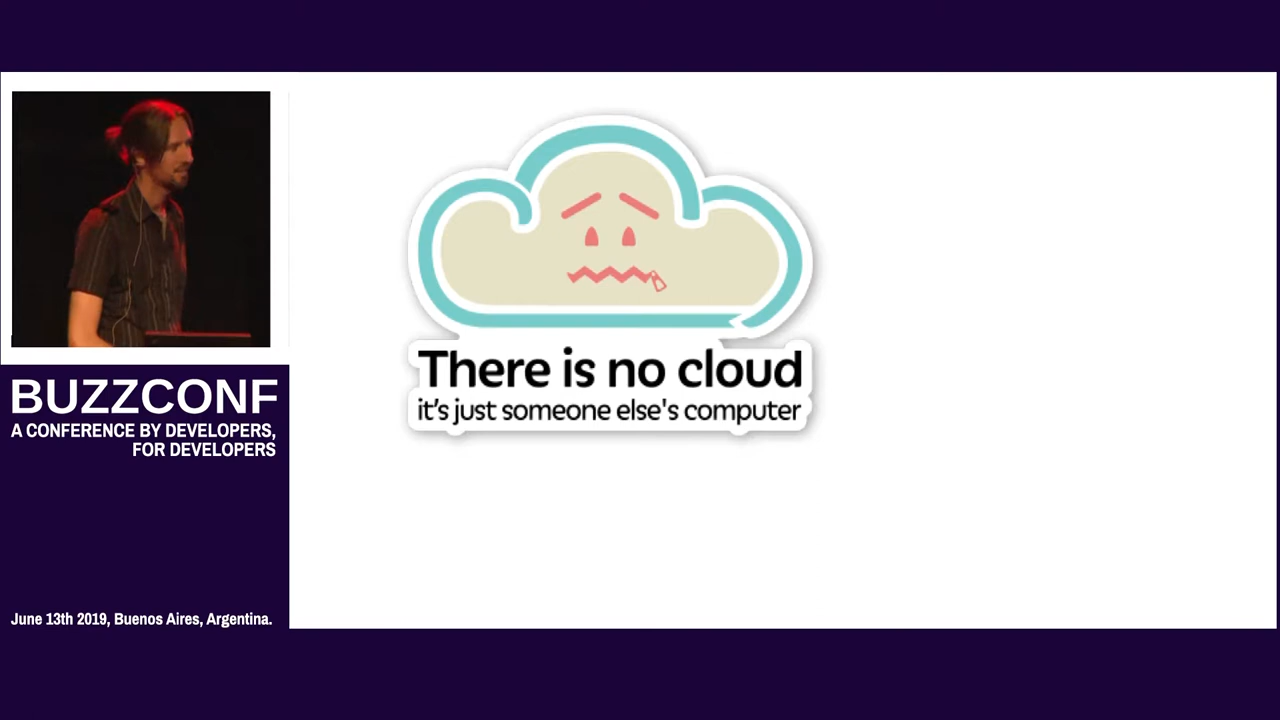 BUZZCONF
A CONFERENCE BY DEVELOPERS,
FOR DEVELOPERS
June 13th 2019, Buenos Aires, Argentina.
There is no cloud
it's just someone else's computer